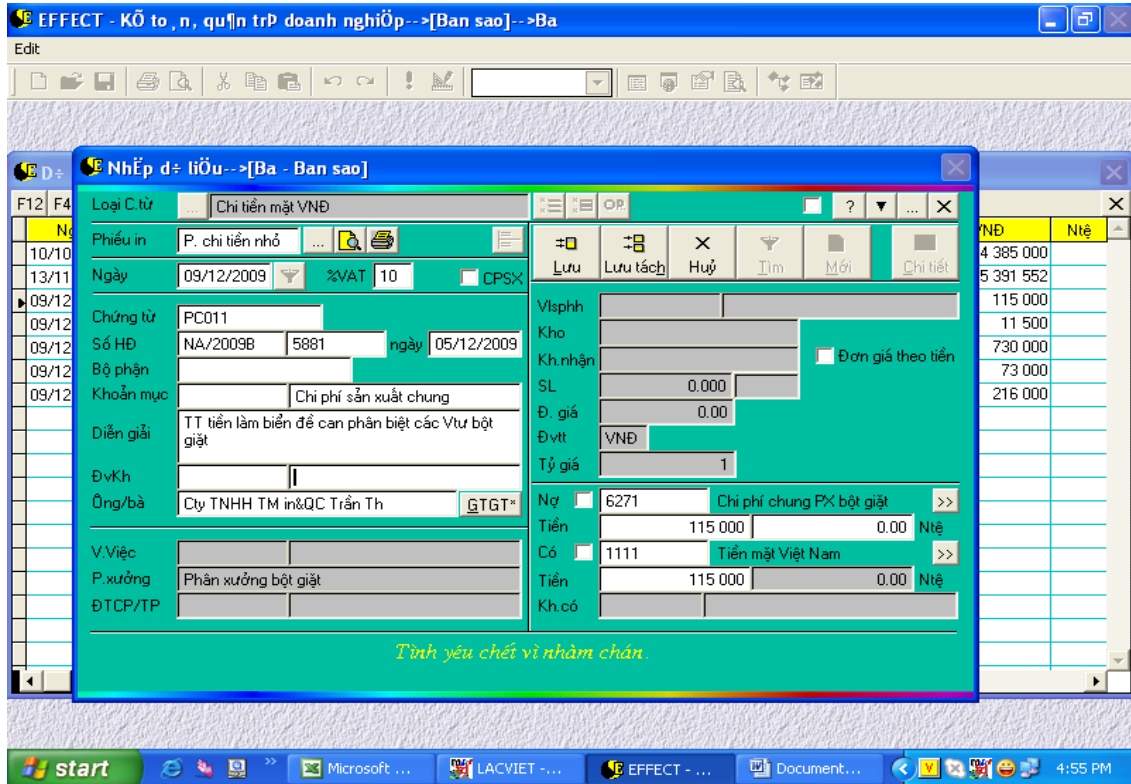 EFFECT - KÕ to¸n, qu¶n trÞ doanh nghiÖp-->[Ban sao]-->Ba
Edit
NhËp d÷ liÖu-->[Ba - Ban sao]
D÷
F12 F4
Loại C.từ ... Chi tiền mặt VNĐ OP. ? ...
Phiếu in P. chi tiền nhỏ ...
Lưu Lưu tách Huỷ Tìm Mới Chi tiết
Ngày 09/12/2009 %VAT 10 CPSX
Chứng từ PC011
Số HĐ NA/2009B 5881 ngày 05/12/2009
Bộ phận
Khoản mục Chi phí sản xuất chung
Diễn giải TT tiền làm biển để can phân biệt các Vtư bột
giặt
ĐvKh
Ông/bà Cty TNHH TM in&QC Trần Th GTGT*
V.Việc
P.xưởng Phân xưởng bột giặt
ĐTCP/TP
Vlsphh
Kho
Kh.nhận Đơn giá theo tiền
SL 0.000
Đ. giá 0.00
Đvtt VNĐ
Tỷ giá 1
Nợ 6271 Chi phí chung PX bột giặt >>
Tiền 115 000 0.00 Ntệ
Có 1111 Tiền mặt Việt Nam >>
Tiền 115 000 0.00 Ntệ
Kh.có
Tình yêu chết vì nhàm chán.
Ng
10/10
13/11
09/12
09/12
09/12
09/12
09/12
VNĐ Ntệ
4 385 000
5 391 552
115 000
11 500
730 000
73 000
216 000
start Microsoft ... LACVIET -... EFFECT - ... Document... V 4:55 PM